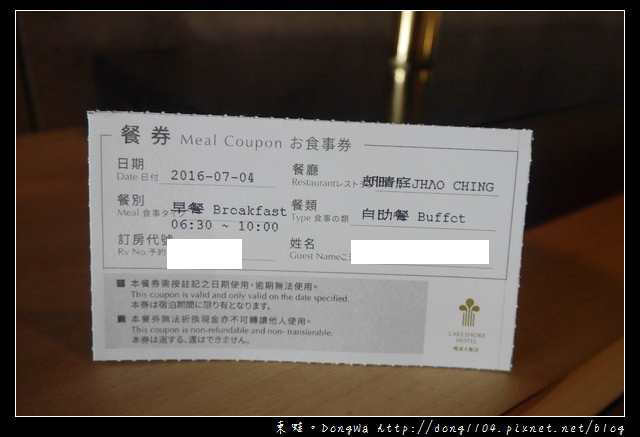 餐券 Meal Coupon お食事券
日期
Date 日付 2016-07-04
餐廳
Restaurant レスト 朝晴庭JHAO CHING
餐別
Meal 食事タイ 早餐 Breakfast
06:30 ~ 10:00
餐類
Type 食事の類 自助餐 Buffet
訂房代號
Rv No.予約
姓名
Guest Name
■ 本餐券需按註記之日期使用,逾期無法使用。
This coupon is valid and only valid on the date specified.
本券は宿泊期間に限り有となります。
■ 本餐券無法折換現金亦不可轉讓他人使用。
This coupon is non-refundable and non- transierable.
本券は返する、渡はできません。
LAKESHORE
HOTEL
煙波大飯店
東畦。DongWa http://dong1104.pixnet.net/blog